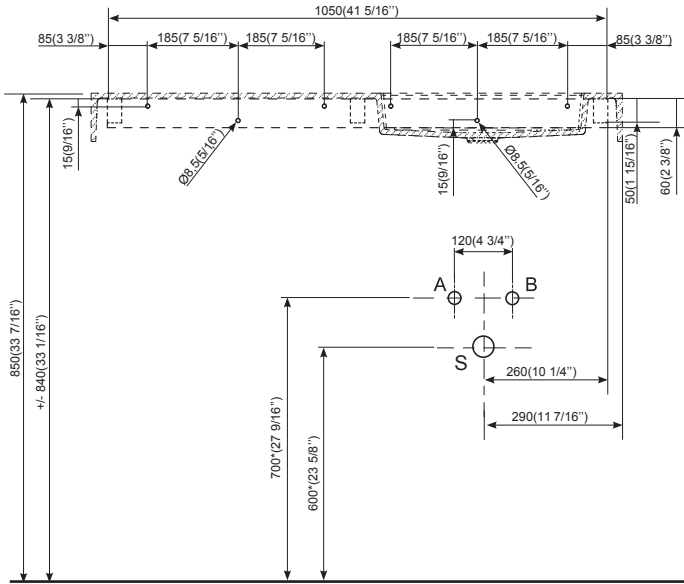 1050(41 5/16’’)
85(3 3/8’’)
185(7 5/16’’)
185(7 5/16’’)
185(7 5/16’’)
185(7 5/16’’)
85(3 3/8’’)
15(9/16’’)
Ø8.5(5/16’’)
15(9/16’’)
Ø8.5(5/16’’)
50(1 15/16’’)
60(2 3/8’’)
120(4 3/4’’)
A
B
S
260(10 1/4’’)
290(11 7/16’’)
850(33 7/16’’)
+/- 840(33 1/16’’)
700*(27 9/16’’)
600*(23 5/8’’)